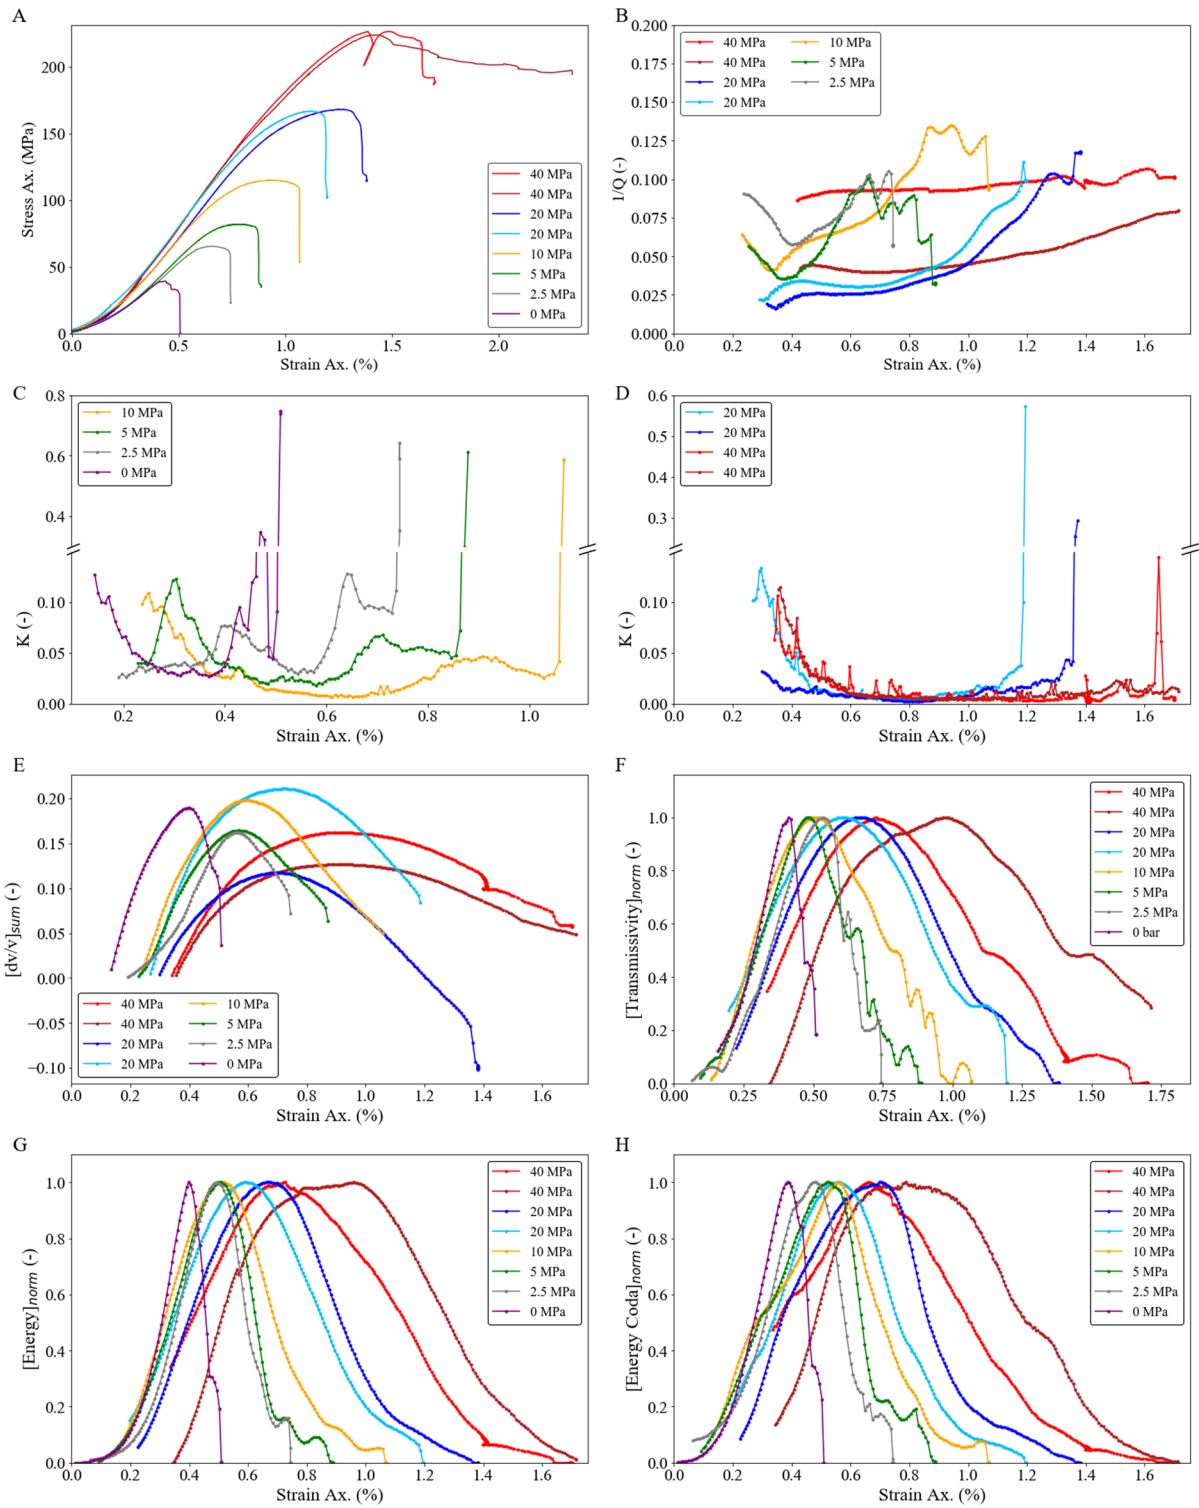 A
Stress Ax. (MPa)
200
150
100
50
0
0.0
0.5
1.0
1.5
2.0
Strain Ax. (%)
40 MPa
40 MPa
20 MPa
20 MPa
10 MPa
5 MPa
2.5 MPa
0 MPa
B
1/Q (-)
0.200
0.175
0.150
0.125
0.100
0.075
0.050
0.025
0.000
0.0
0.2
0.4
0.6
0.8
1.0
1.2
1.4
1.6
Strain Ax. (%)
40 MPa
40 MPa
20 MPa
20 MPa
10 MPa
5 MPa
2.5 MPa
C
K (-)
0.8
0.6
0.4
0.10
0.05
0.00
0.2
0.4
0.6
0.8
1.0
Strain Ax. (%)
10 MPa
5 MPa
2.5 MPa
0 MPa
D
K (-)
0.6
0.5
0.4
0.3
0.10
0.05
0.00
0.0
0.2
0.4
0.6
0.8
1.0
1.2
1.4
1.6
Strain Ax. (%)
20 MPa
20 MPa
40 MPa
40 MPa
E
[dv/v]sum (-)
0.20
0.15
0.10
0.05
0.00
−0.05
−0.10
0.0
0.2
0.4
0.6
0.8
1.0
1.2
1.4
1.6
Strain Ax. (%)
40 MPa
40 MPa
20 MPa
20 MPa
10 MPa
5 MPa
2.5 MPa
0 MPa
F
[Transmissivity]norm (-)
1.0
0.8
0.6
0.4
0.2
0.0
0.00
0.25
0.50
0.75
1.00
1.25
1.50
1.75
Strain Ax. (%)
40 MPa
40 MPa
20 MPa
20 MPa
10 MPa
5 MPa
2.5 MPa
0 bar
G
[Energy]norm (-)
1.0
0.8
0.6
0.4
0.2
0.0
0.0
0.2
0.4
0.6
0.8
1.0
1.2
1.4
1.6
Strain Ax. (%)
40 MPa
40 MPa
20 MPa
20 MPa
10 MPa
5 MPa
2.5 MPa
0 MPa
H
[Energy Coda]norm (-)
1.0
0.8
0.6
0.4
0.2
0.0
0.0
0.2
0.4
0.6
0.8
1.0
1.2
1.4
1.6
Strain Ax. (%)
40 MPa
40 MPa
20 MPa
20 MPa
10 MPa
5 MPa
2.5 MPa
0 MPa